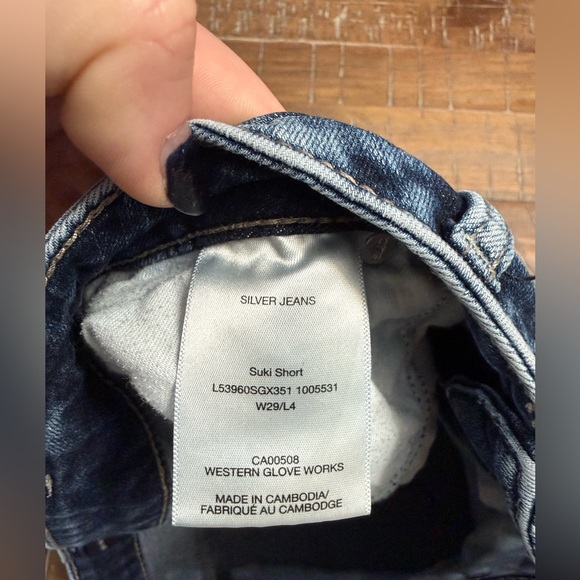 SILVER JEANS
Suki Short
L53960SGX351 1005531
W29/L4
CA00508
WESTERN GLOVE WORKS
MADE IN CAMBODIA/
FABRIQUÉ AU CAMBODGE